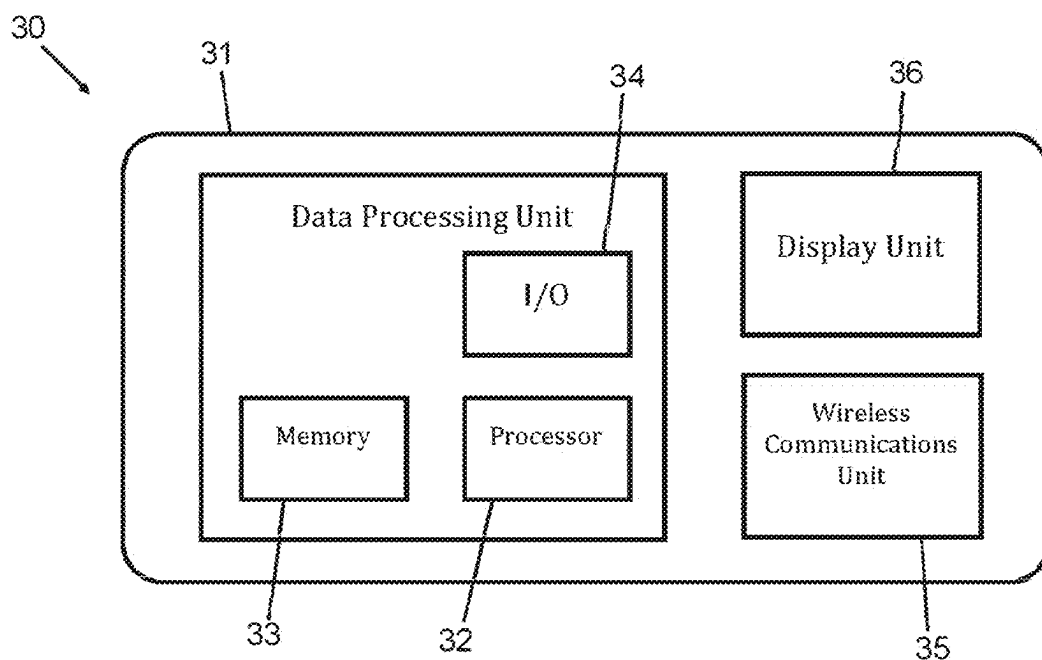 30
31
34
36
Data Processing Unit
I/O
Display Unit
Memory
Processor
Wireless
Communications
Unit
33
32
35